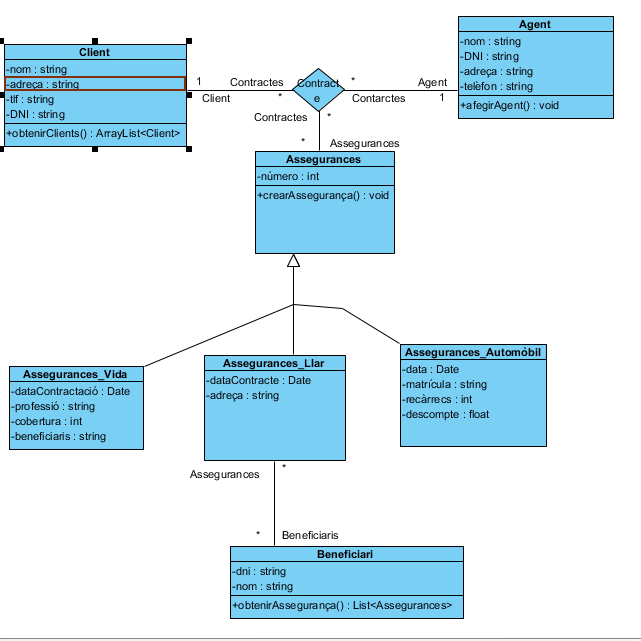 Client
-nom : string
-adreça : string
-tlf : string
-DNI : string
+obtenirClients() : ArrayList<Client>
1
Client
Contractes
*
Contract
e
*
Contarctes
Agent
1
Agent
-nom : string
-DNI : string
-adreça : string
-telèfon : string
+afegirAgent() : void
Contractes
*
*
Assegurances
Assegurances
-número : int
+crearAssegurança() : void
Assegurances_Vida
-dataContractació : Date
-professió : string
-cobertura : int
-beneficiaris : string
Assegurances_Llar
-dataContracte : Date
-adreça : string
Assegurances_Automòbil
-data : Date
-matrícula : string
-recàrrecs : int
-descompte : float
Assegurances
*
*
Beneficiaris
Beneficiari
-dni : string
-nom : string
+obtenirAssegurança() : List<Assegurances>